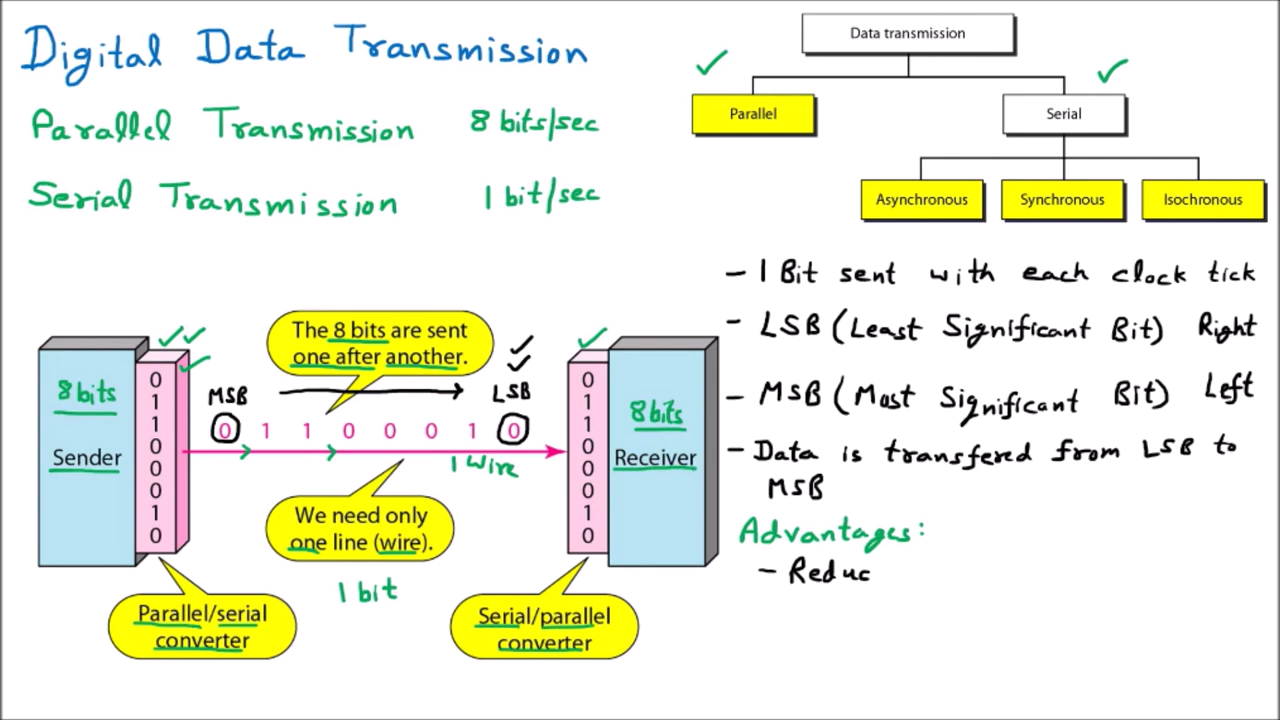 Digital Data Transmission
Parallel Transmission 8 bits/sec
Serial Transmission 1 bit/sec
Data transmission
Parallel
Serial
Asynchronous
Synchronous
Isochronous
- 1 Bit sent with each clock tick
- LSB (Least Significant Bit) Right
- MSB (Most Significant Bit) Left
- Data is transfered from LSB to
MSB
Advantages:
- Reduc
The 8 bits are sent
one after another.
8 bits
Sender
0
1
1
0
0
0
1
0
MSB
LSB
0 1 1 0 0 0 1 0
1 wire
We need only
one line (wire).
1 bit
8 bits
Receiver
0
1
1
0
0
0
1
0
Parallel/serial
converter
Serial/parallel
converter